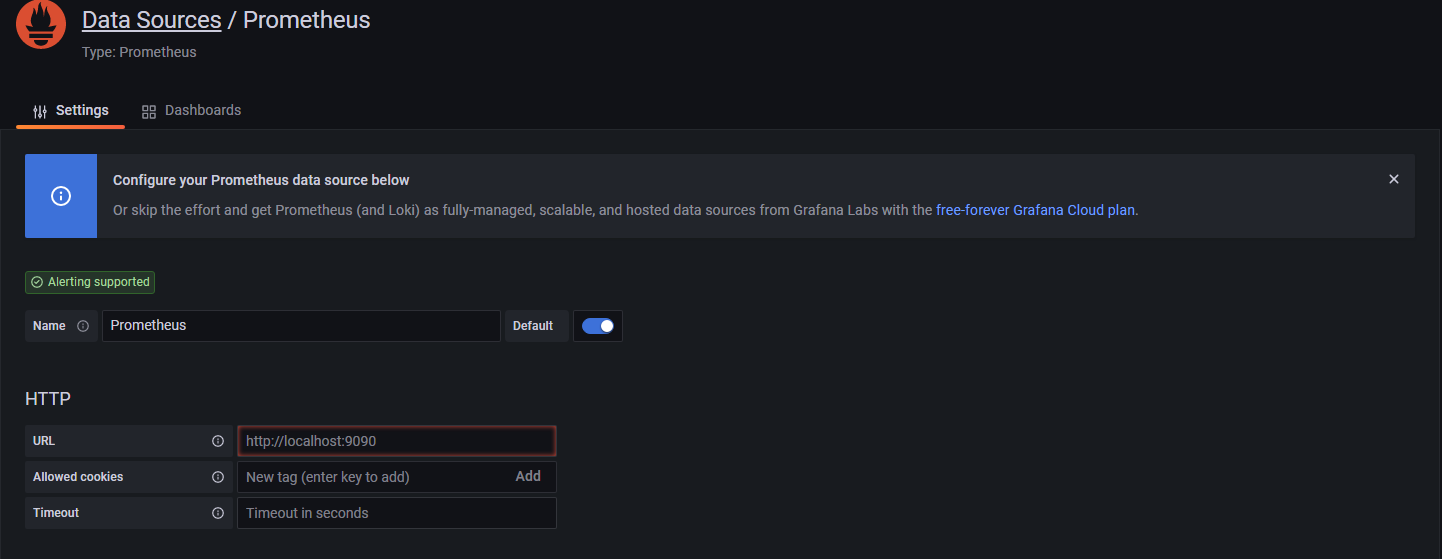 Data Sources / Prometheus
Type: Prometheus
Settings
Dashboards
Configure your Prometheus data source below
Or skip the effort and get Prometheus (and Loki) as fully-managed, scalable, and hosted data sources from Grafana Labs with the free-forever Grafana Cloud plan.
Alerting supported
Name
Prometheus
Default
HTTP
URL
http://localhost:9090
Allowed cookies
New tag (enter key to add)
Add
Timeout
Timeout in seconds